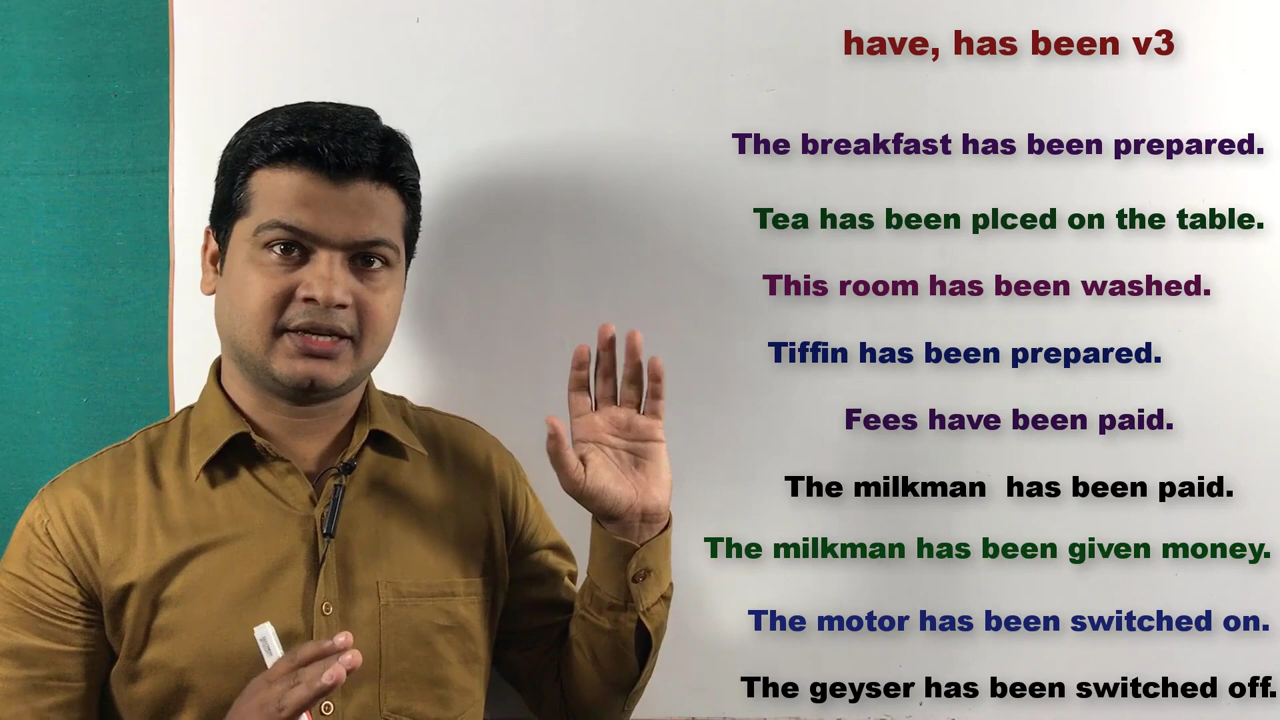 have, has been v3
The breakfast has been prepared.
Tea has been plced on the table.
This room has been washed.
Tiffin has been prepared.
Fees have been paid.
The milkman  has been paid.
The milkman has been given money.
The motor has been switched on.
The geyser has been switched off.